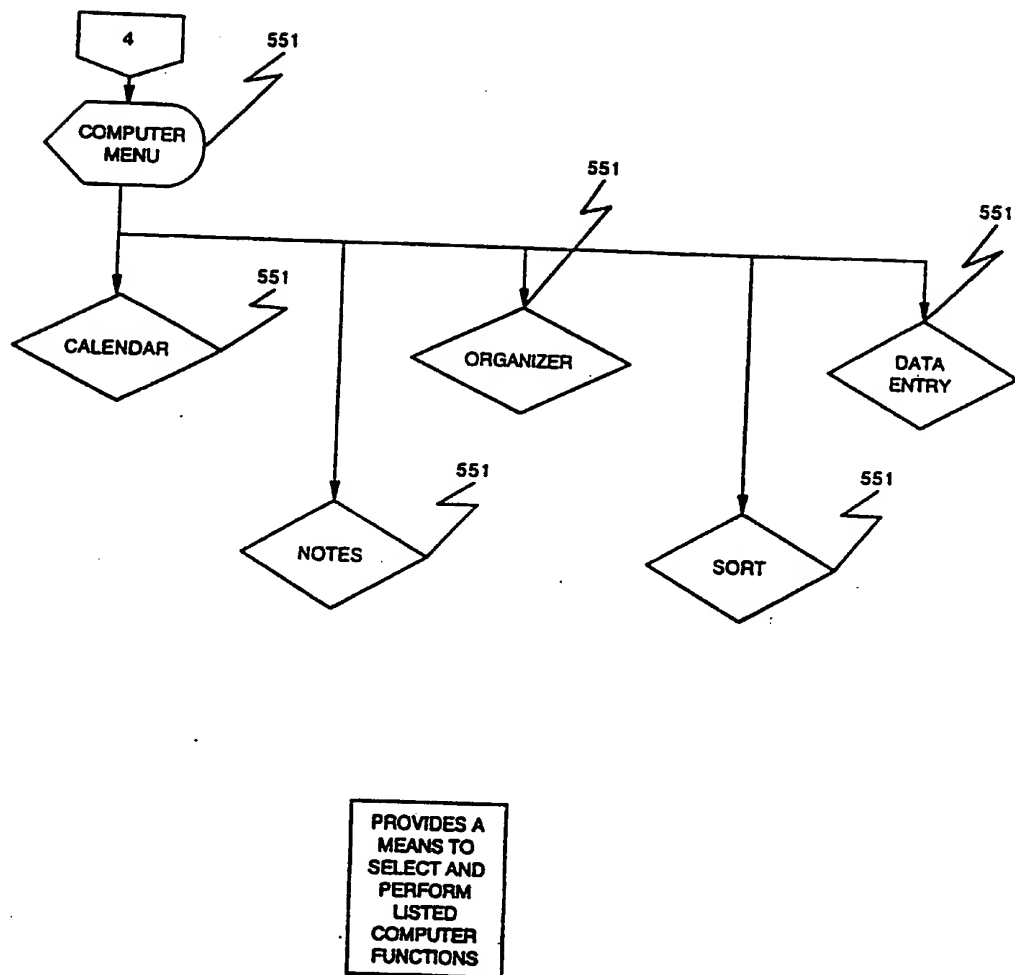 4
551
COMPUTER
MENU
551
551
551
CALENDAR
ORGANIZER
DATA
ENTRY
551
551
NOTES
SORT
PROVIDES A
MEANS TO
SELECT AND
PERFORM
LISTED
COMPUTER
FUNCTIONS